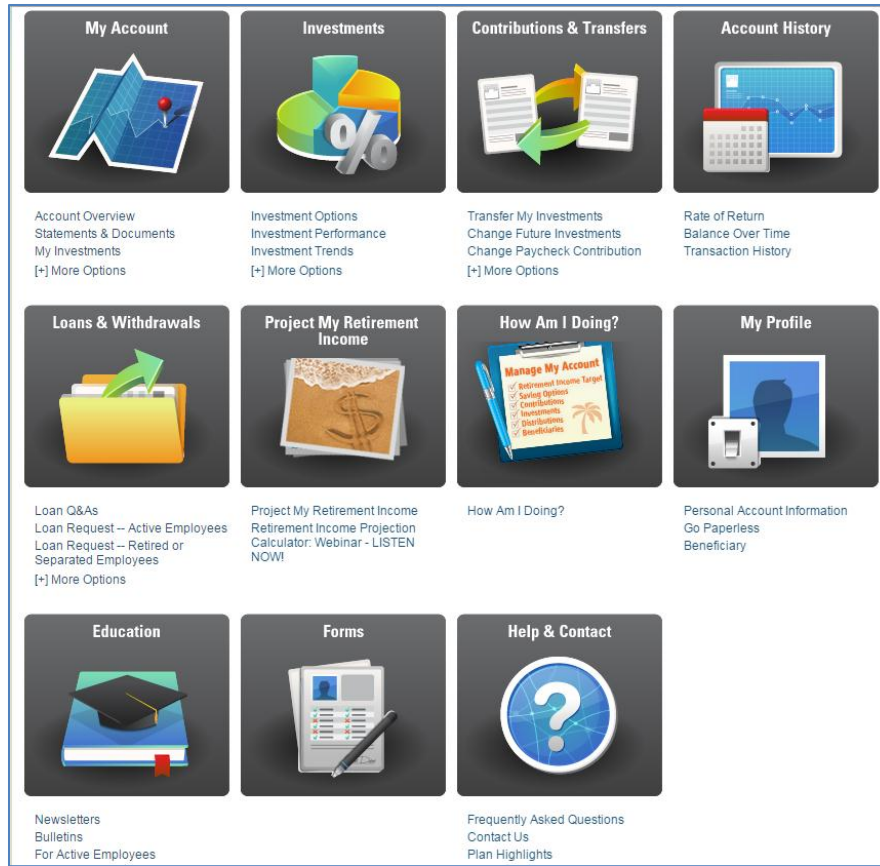 My Account
Investments
Contributions & Transfers
Account History
Account Overview
Statements & Documents
My Investments
[+] More Options
Investment Options
Investment Performance
Investment Trends
[+] More Options
Transfer My Investments
Change Future Investments
Change Paycheck Contribution
[+] More Options
Rate of Return
Balance Over Time
Transaction History
Loans & Withdrawals
Project My Retirement
Income
How Am I Doing?
Manage My Account
Retirement Income Target
Saving Options
Contributions
Investments
Distributions
Beneficiaries
My Profile
Loan Q&As
Loan Request -- Active Employees
Loan Request -- Retired or
Separated Employees
[+] More Options
Project My Retirement Income
Retirement Income Projection
Calculator: Webinar - LISTEN
NOW!
How Am I Doing?
Personal Account Information
Go Paperless
Beneficiary
Education
Forms
Help & Contact
Newsletters
Bulletins
For Active Employees
Frequently Asked Questions
Contact Us
Plan Highlights